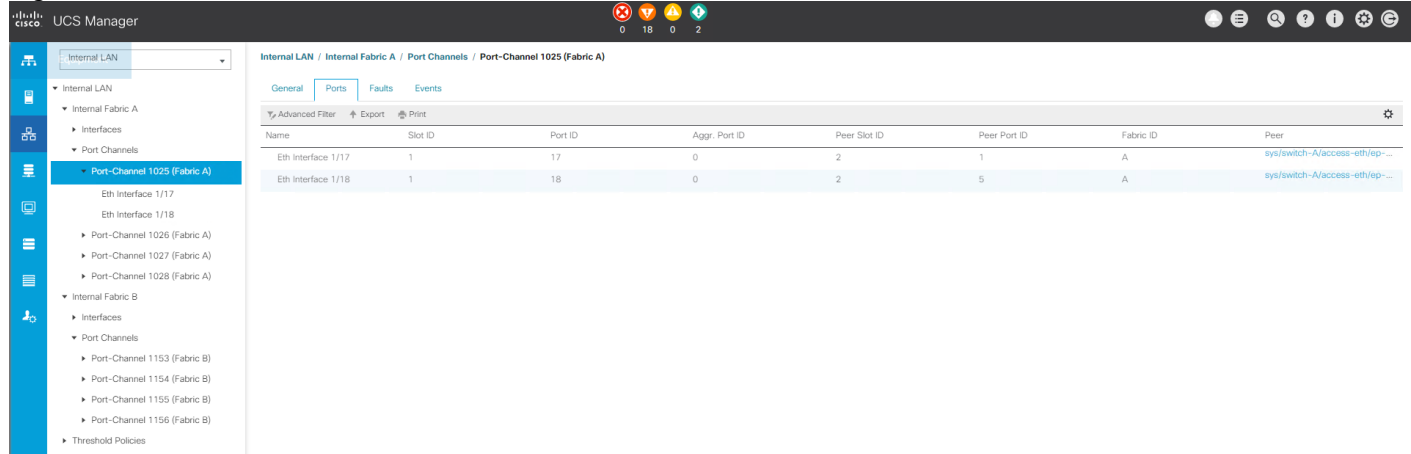 cisco UCS Manager
0 18 0 2
Internal LAN
Internal LAN / Internal Fabric A / Port Channels / Port-Channel 1025 (Fabric A)
General Ports Faults Events
Advanced Filter Export Print
Name Slot ID Port ID Aggr. Port ID Peer Slot ID Peer Port ID Fabric ID Peer
Eth Interface 1/17 1 17 0 2 1 A sys/switch-A/access-eth/ep-...
Eth Interface 1/18 1 18 0 2 5 A sys/switch-A/access-eth/ep-...
Internal LAN
Internal Fabric A
Interfaces
Port Channels
Port-Channel 1025 (Fabric A)
Eth Interface 1/17
Eth Interface 1/18
Port-Channel 1026 (Fabric A)
Port-Channel 1027 (Fabric A)
Port-Channel 1028 (Fabric A)
Internal Fabric B
Interfaces
Port Channels
Port-Channel 1153 (Fabric B)
Port-Channel 1154 (Fabric B)
Port-Channel 1155 (Fabric B)
Port-Channel 1156 (Fabric B)
Threshold Policies